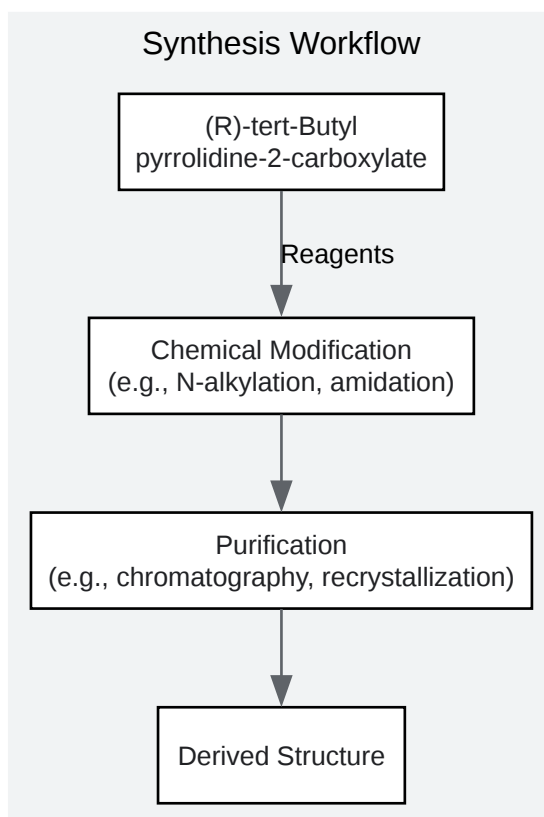 Synthesis Workflow
(R)-tert-Butyl
pyrrolidine-2-carboxylate
Reagents
Chemical Modification
(e.g., N-alkylation, amidation)
Purification
(e.g., chromatography, recrystallization)
Derived Structure